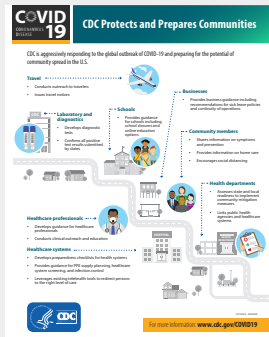 COVID
CORONAVIRUS
DISEASE
19
CDC Protects and Prepares Communities
CDC is aggressively responding to the global outbreak of COVID-19 and preparing for the potential of
community spread in the U.S.
Travel
• Conducts outreach to travelers
• Issues travel notices
Laboratory and
diagnostics
• Develops diagnostic
tests
• Confirms all positive
test results submitted
by states
Schools
• Provides guidance
for schools including
school closures and
online education
options
Businesses
• Provides business guidance including
recommendations for sick leave policies
and continuity of operations
Community members
• Shares information on symptoms
and prevention
• Provides information on home care
• Encourages social distancing
Health departments
• Assesses state and local
readiness to implement
community mitigation
measures
• Links public health
agencies and healthcare
systems
Healthcare professionals
• Develops guidance for healthcare
professionals
• Conducts clinical outreach and education
Healthcare systems
• Develops preparedness checklists for health systems
• Provides guidance for PPE supply planning, healthcare
system screening, and infection control
• Leverages existing telehealth tools to redirect persons
to the right level of care
HOSPITAL
CDC
For more information: www.cdc.gov/COVID19